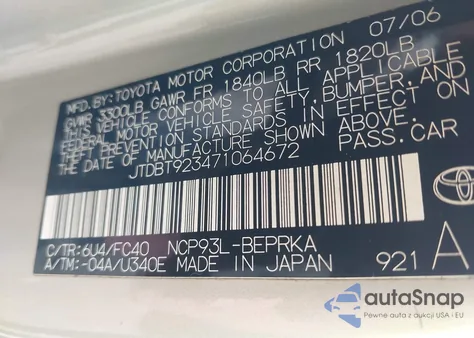 MFD. BY: TOYOTA MOTOR CORPORATION 07/06
GVWR 3300LB GAWR FR 1840LB RR 1820LB
THIS VEHICLE CONFORMS TO ALL APPLICABLE
FEDERAL MOTOR VEHICLE SAFETY, BUMPER, AND
THEFT PREVENTION STANDARDS IN EFFECT ON
THE DATE OF MANUFACTURE SHOWN ABOVE.
JTDBT923471064672 PASS. CAR
C/TR: 6U4/FC40 NCP93L-BEPRKA
A/TM: -04A/U340E MADE IN JAPAN 921 A
autoSnap
Pewne auto z aukcji USA i EU